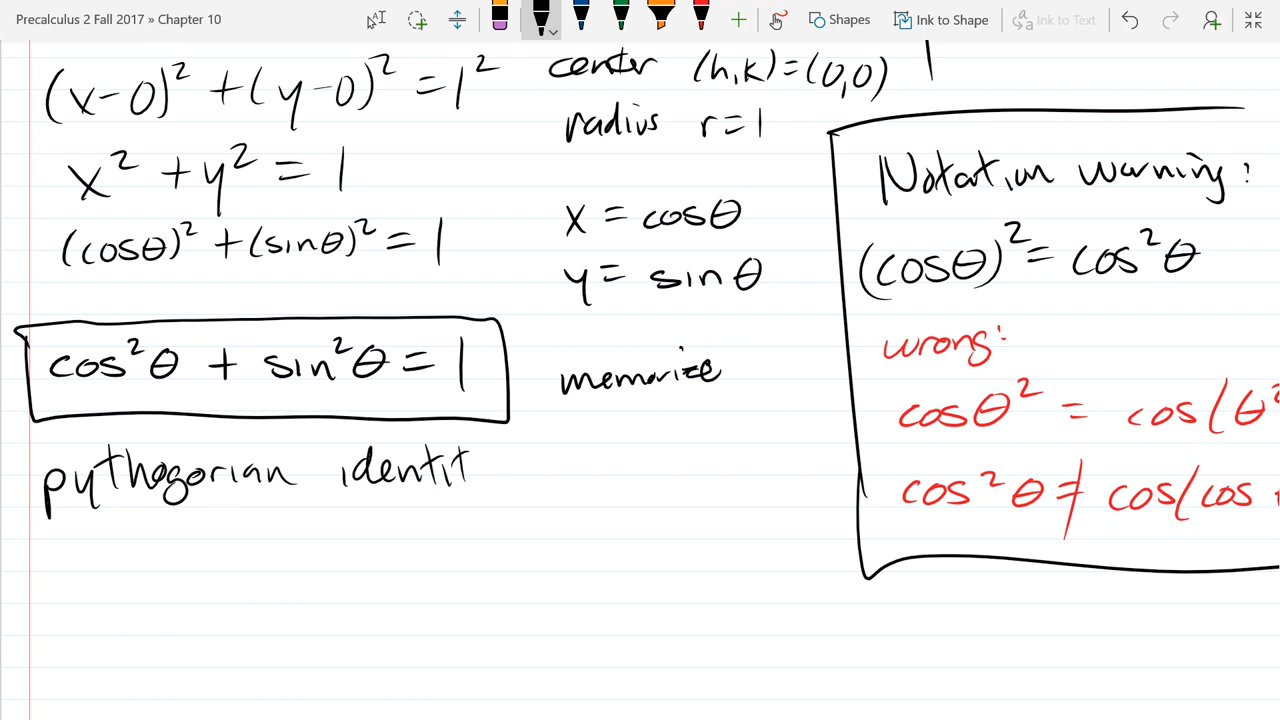 Precalculus 2 Fall 2017 » Chapter 10
Shapes
Ink to Shape
Ink to Text
(x-0)² + (y-0)² = 1²
x² + y² = 1
(cosθ)² + (sinθ)² = 1
cos²θ + sin²θ = 1
pythogorian identit
center (h,k)=(0,0)
radius r=1
x = cosθ
y = sinθ
memorize
Notation warning:
(cosθ)² = cos²θ
wrong:
cosθ² = cos(θ²
cos²θ ≠ cos(cos